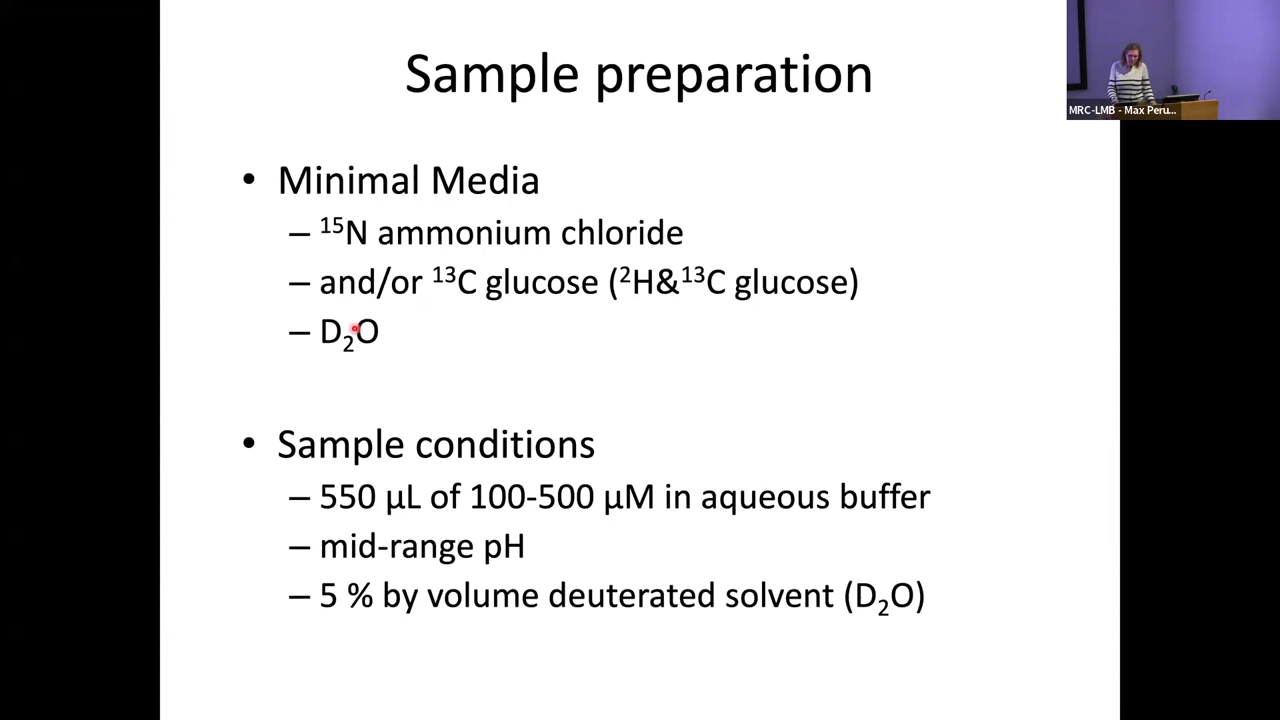 Sample preparation
MRC-LMB - Max Peru...
• Minimal Media
– ¹⁵N ammonium chloride
– and/or ¹³C glucose (²H&¹³C glucose)
– D₂O
• Sample conditions
– 550 µL of 100-500 µM in aqueous buffer
– mid-range pH
– 5 % by volume deuterated solvent (D₂O)